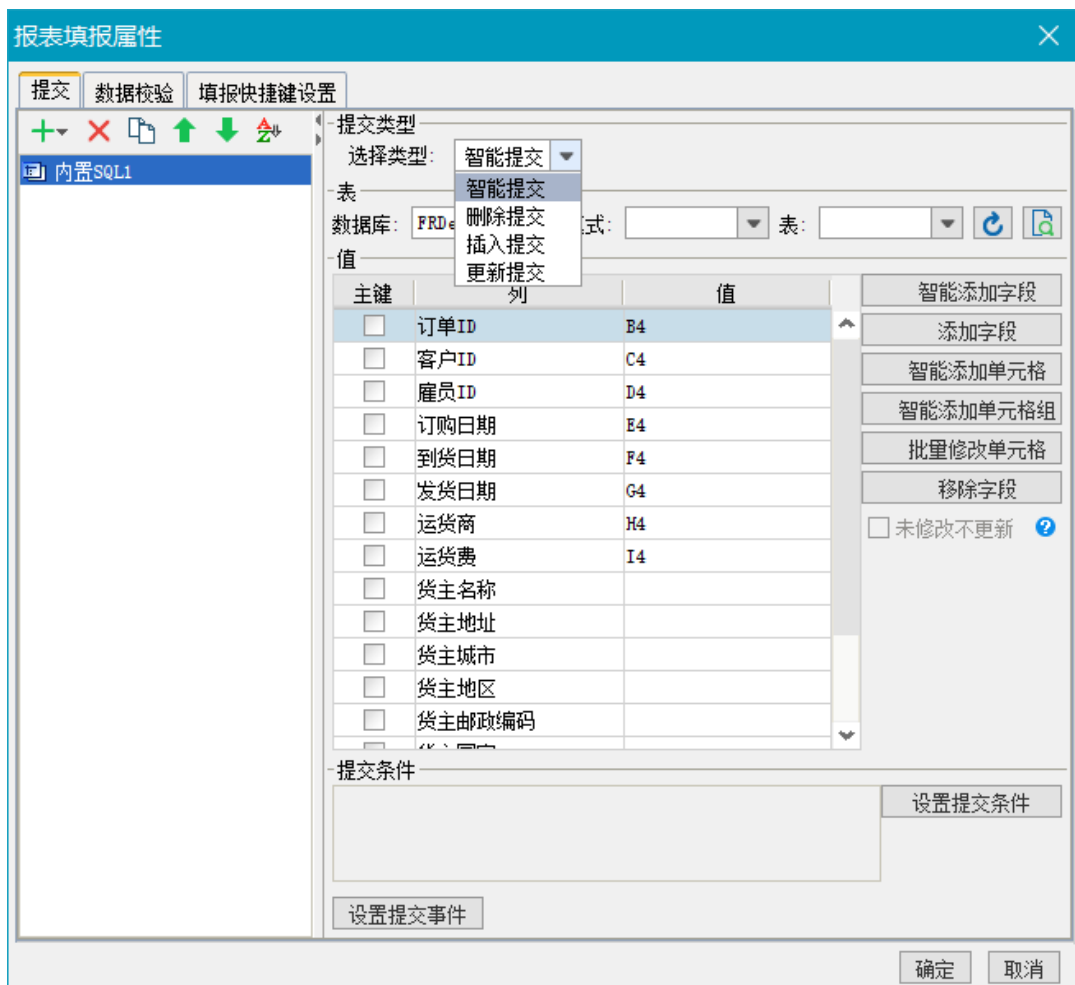 报表填报属性
提交 数据校验 填报快捷键设置
内置SQL1
提交类型
选择类型: 智能提交
智能提交
删除提交
插入提交
更新提交
表
数据库: FRDe 式: 表:
值
主键 列 值
智能添加字段
添加字段
智能添加单元格
智能添加单元格组
批量修改单元格
移除字段
未修改不更新
订单ID B4
客户ID C4
雇员ID D4
订购日期 E4
到货日期 F4
发货日期 G4
运货商 H4
运货费 I4
货主名称
货主地址
货主城市
货主地区
货主邮政编码
提交条件
设置提交条件
设置提交事件
确定 取消